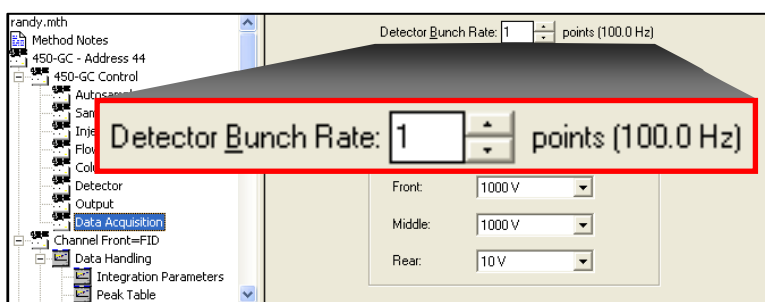 randy.mth
Method Notes
450-GC - Address 44
450-GC Control
Detector
Output
Data Acquisition
Channel Front=FID
Data Handling
Integration Parameters
Peak Table
Detector Bunch Rate: 1 points (100.0 Hz)
Detector Bunch Rate: 1 points (100.0 Hz)
Front: 1000 V
Middle: 1000 V
Rear: 10 V